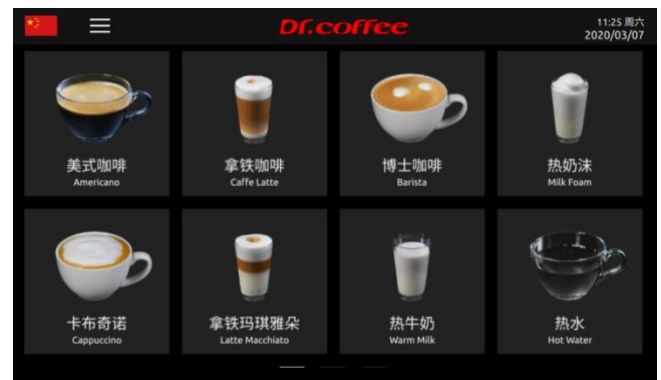 Dr.coffee
11:25 周六
2020/03/07
美式咖啡
Americano
拿铁咖啡
Caffe Latte
博士咖啡
Barista
热奶沫
Milk Foam
卡布奇诺
Cappuccino
拿铁玛琪雅朵
Latte Macchiato
热牛奶
Warm Milk
热水
Hot Water